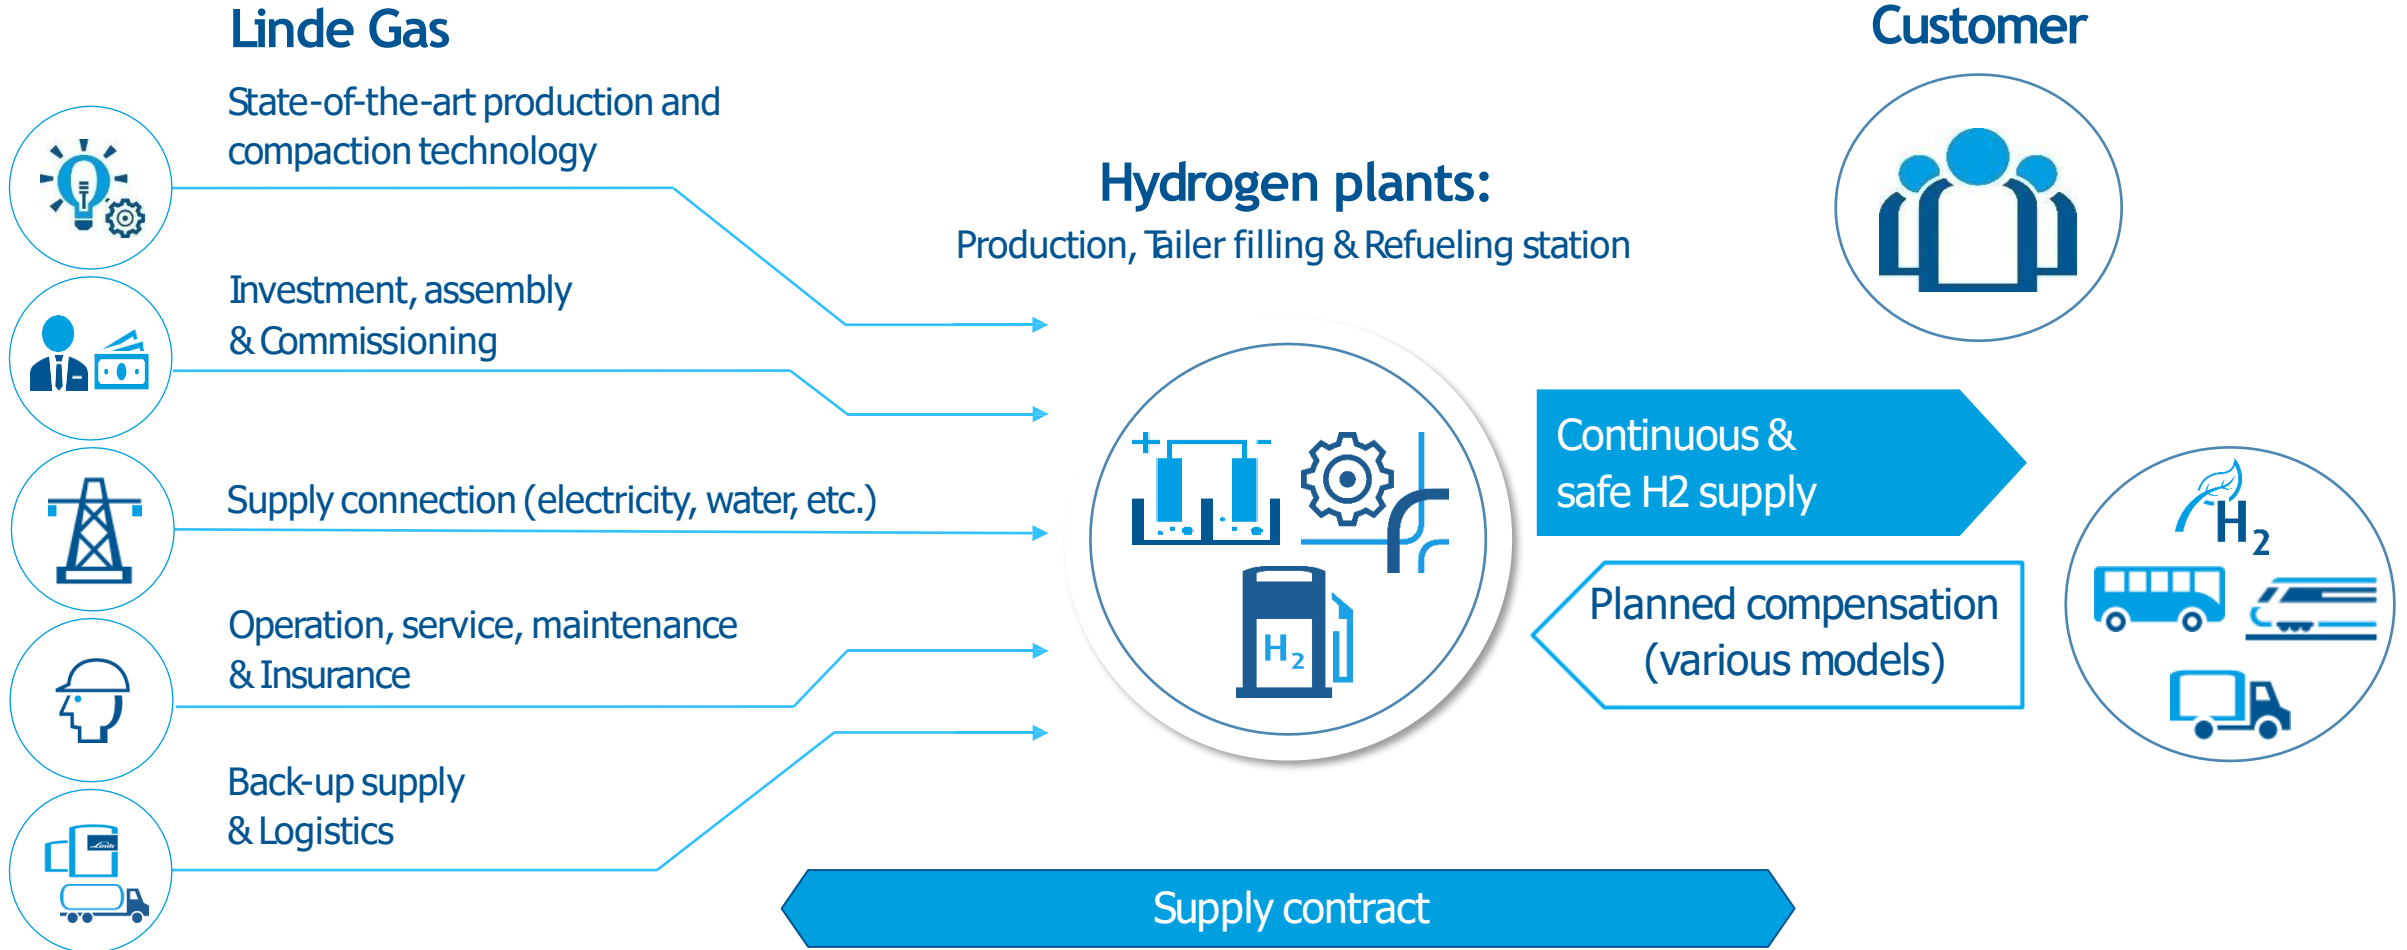 Linde Gas
State-of-the-art production and
compaction technology
Investment, assembly
& Commissioning
Supply connection (electricity, water, etc.)
Operation, service, maintenance
& Insurance
Back-up supply
& Logistics
Linde
Hydrogen plants:
Production, Tailer filling & Refueling station
+ −
H2
Customer
Continuous &
safe H2 supply
Planned compensation
(various models)
H2
Supply contract